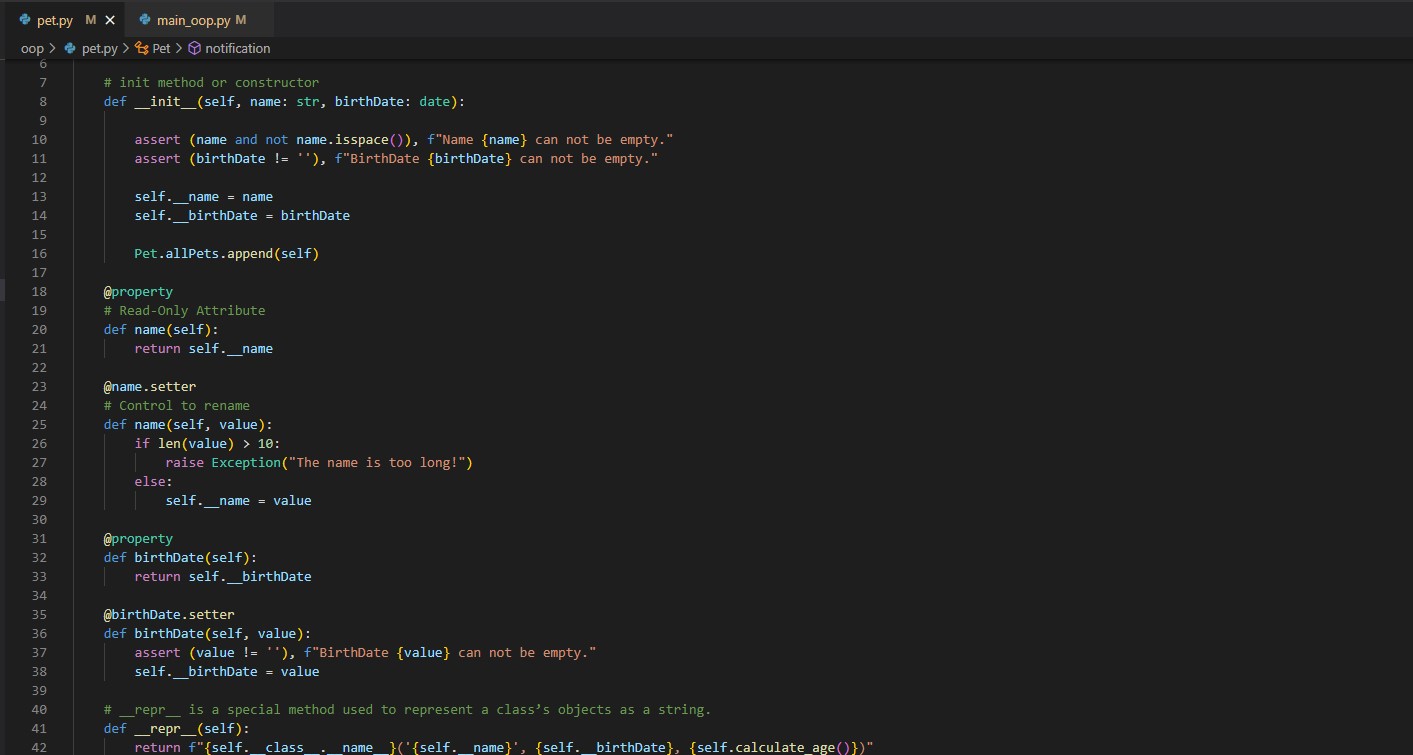 pet.py M ✕ main_oop.py M
oop > pet.py > Pet > notification
6
7 # init method or constructor
8 def __init__(self, name: str, birthDate: date):
9
10 assert (name and not name.isspace()), f"Name {name} can not be empty."
11 assert (birthDate != ''), f"BirthDate {birthDate} can not be empty."
12
13 self.__name = name
14 self.__birthDate = birthDate
15
16 Pet.allPets.append(self)
17
18 @property
19 # Read-Only Attribute
20 def name(self):
21 return self.__name
22
23 @name.setter
24 # Control to rename
25 def name(self, value):
26 if len(value) > 10:
27 raise Exception("The name is too long!")
28 else:
29 self.__name = value
30
31 @property
32 def birthDate(self):
33 return self.__birthDate
34
35 @birthDate.setter
36 def birthDate(self, value):
37 assert (value != ''), f"BirthDate {value} can not be empty."
38 self.__birthDate = value
39
40 # __repr__ is a special method used to represent a class’s objects as a string.
41 def __repr__(self):
42 return f"{self.__class__.__name__}('{self.__name}', {self.__birthDate}, {self.calculate_age()})"